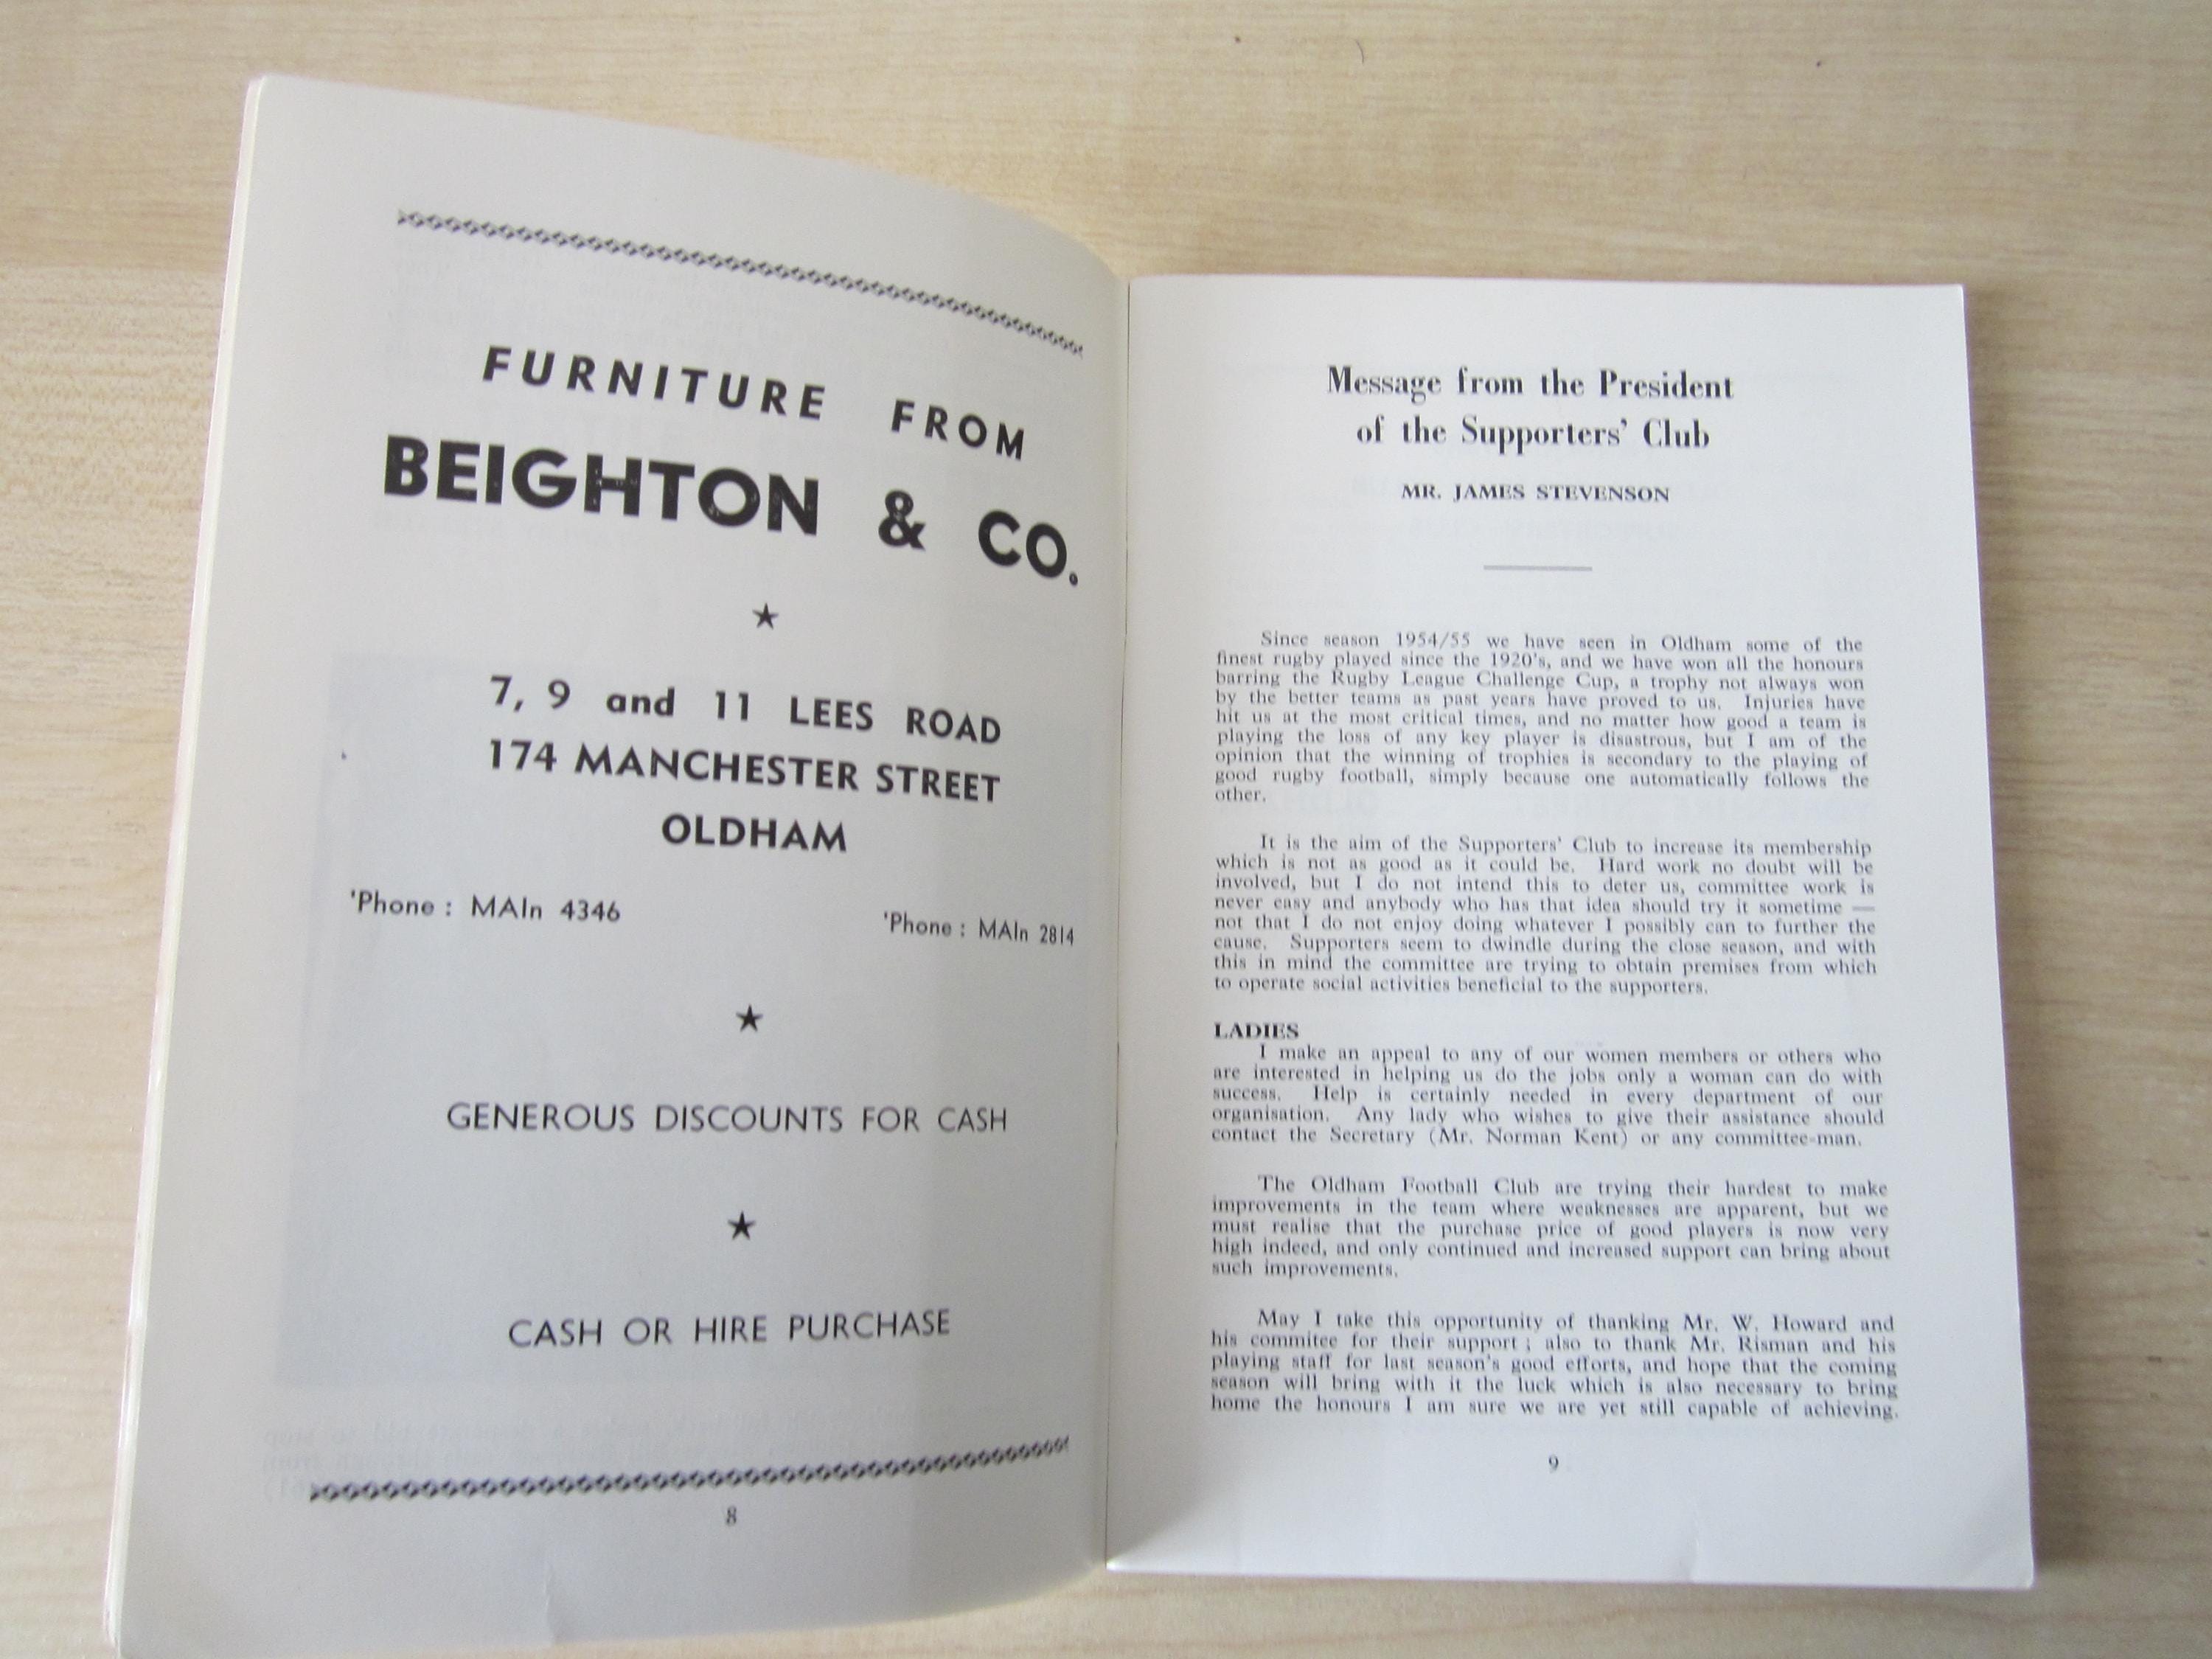 FURNITURE FROM
BEIGHTON & CO.
7, 9 and 11 LEES ROAD
174 MANCHESTER STREET
OLDHAM
'Phone : MAIn 4346 'Phone : MAIn 2814
GENEROUS DISCOUNTS FOR CASH
CASH OR HIRE PURCHASE
8
Message from the President
of the Supporters' Club
MR. JAMES STEVENSON
Since season 1954/55 we have seen in Oldham some of the
finest rugby played since the 1920's, and we have won all the honours
barring the Rugby League Challenge Cup, a trophy not always won
by the better teams as past years have proved to us. Injuries have
hit us at the most critical times, and no matter how good a team is
playing the loss of any key player is disastrous, but I am of the
opinion that the winning of trophies is secondary to the playing of
good rugby football, simply because one automatically follows the
other.
It is the aim of the Supporters' Club to increase its membership
which is not as good as it could be. Hard work no doubt will be
involved, but I do not intend this to deter us, committee work is
never easy and anybody who has that idea should try it sometime —
not that I do not enjoy doing whatever I possibly can to further the
cause. Supporters seem to dwindle during the close season, and with
this in mind the committee are trying to obtain premises from which
to operate social activities beneficial to the supporters.
LADIES
I make an appeal to any of our women members or others who
are interested in helping us do the jobs only a woman can do with
success. Help is certainly needed in every department of our
organisation. Any lady who wishes to give their assistance should
contact the Secretary (Mr. Norman Kent) or any committee-man.
The Oldham Football Club are trying their hardest to make
improvements in the team where weaknesses are apparent, but we
must realise that the purchase price of good players is now very
high indeed, and only continued and increased support can bring about
such improvements.
May I take this opportunity of thanking Mr. W. Howard and
his commitee for their support ; also to thank Mr. Risman and his
playing staff for last season's good efforts, and hope that the coming
season will bring with it the luck which is also necessary to bring
home the honours I am sure we are yet still capable of achieving.
9